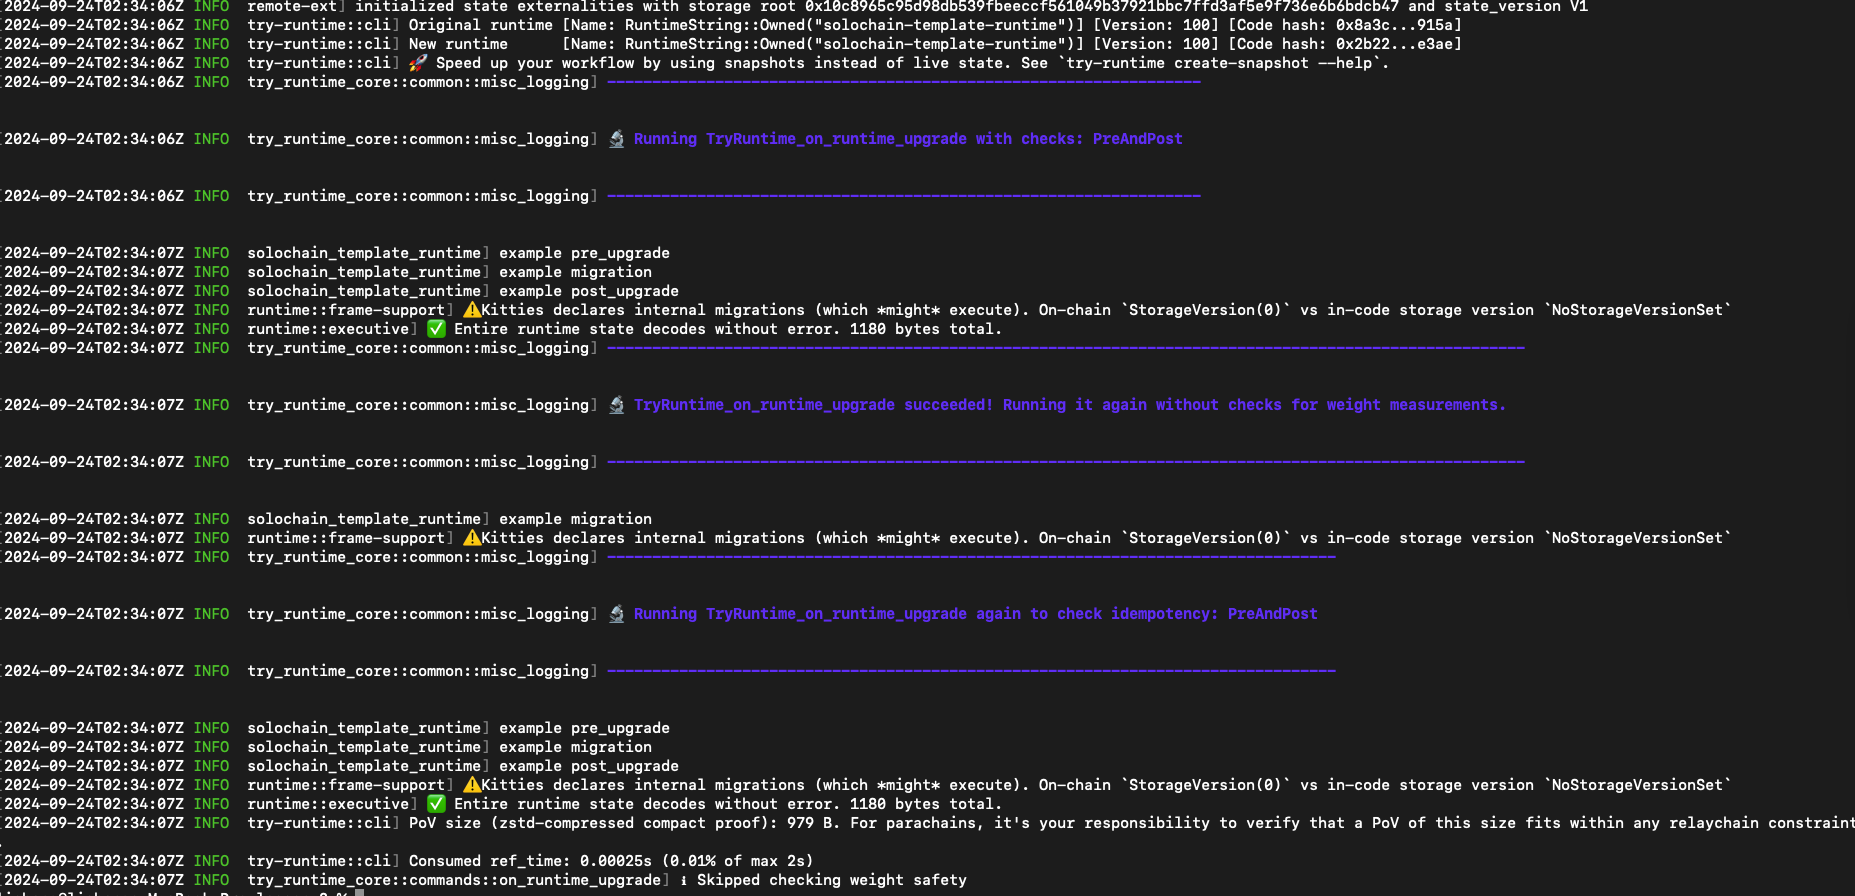 [2024-09-24T02:34:06Z INFO  remote-ext] initialized state externalities with storage root 0x10c8965c95d98db539fbeeccf561049b37921bbc7ffd3af5e9f736e6b6bdcb47 and state_version V1
[2024-09-24T02:34:06Z INFO  try-runtime::cli] Original runtime [Name: RuntimeString::Owned("solochain-template-runtime")] [Version: 100] [Code hash: 0x8a3c...915a]
[2024-09-24T02:34:06Z INFO  try-runtime::cli] New runtime      [Name: RuntimeString::Owned("solochain-template-runtime")] [Version: 100] [Code hash: 0x2b22...e3ae]
[2024-09-24T02:34:06Z INFO  try-runtime::cli] 🚀 Speed up your workflow by using snapshots instead of live state. See `try-runtime create-snapshot --help`.
[2024-09-24T02:34:06Z INFO  try_runtime_core::common::misc_logging] ------------------------------------------------------------------
[2024-09-24T02:34:06Z INFO  try_runtime_core::common::misc_logging] 🔬 Running TryRuntime_on_runtime_upgrade with checks: PreAndPost
[2024-09-24T02:34:06Z INFO  try_runtime_core::common::misc_logging] ------------------------------------------------------------------
[2024-09-24T02:34:07Z INFO  solochain_template_runtime] example pre_upgrade
[2024-09-24T02:34:07Z INFO  solochain_template_runtime] example migration
[2024-09-24T02:34:07Z INFO  solochain_template_runtime] example post_upgrade
[2024-09-24T02:34:07Z INFO  runtime::frame-support] ⚠️Kitties declares internal migrations (which *might* execute). On-chain `StorageVersion(0)` vs in-code storage version `NoStorageVersionSet`
[2024-09-24T02:34:07Z INFO  runtime::executive] ✅ Entire runtime state decodes without error. 1180 bytes total.
[2024-09-24T02:34:07Z INFO  try_runtime_core::common::misc_logging] ------------------------------------------------------------------------------------------------------
[2024-09-24T02:34:07Z INFO  try_runtime_core::common::misc_logging] 🔬 TryRuntime_on_runtime_upgrade succeeded! Running it again without checks for weight measurements.
[2024-09-24T02:34:07Z INFO  try_runtime_core::common::misc_logging] ------------------------------------------------------------------------------------------------------
[2024-09-24T02:34:07Z INFO  solochain_template_runtime] example migration
[2024-09-24T02:34:07Z INFO  runtime::frame-support] ⚠️Kitties declares internal migrations (which *might* execute). On-chain `StorageVersion(0)` vs in-code storage version `NoStorageVersionSet`
[2024-09-24T02:34:07Z INFO  try_runtime_core::common::misc_logging] ---------------------------------------------------------------------------------
[2024-09-24T02:34:07Z INFO  try_runtime_core::common::misc_logging] 🔬 Running TryRuntime_on_runtime_upgrade again to check idempotency: PreAndPost
[2024-09-24T02:34:07Z INFO  try_runtime_core::common::misc_logging] ---------------------------------------------------------------------------------
[2024-09-24T02:34:07Z INFO  solochain_template_runtime] example pre_upgrade
[2024-09-24T02:34:07Z INFO  solochain_template_runtime] example migration
[2024-09-24T02:34:07Z INFO  solochain_template_runtime] example post_upgrade
[2024-09-24T02:34:07Z INFO  runtime::frame-support] ⚠️Kitties declares internal migrations (which *might* execute). On-chain `StorageVersion(0)` vs in-code storage version `NoStorageVersionSet`
[2024-09-24T02:34:07Z INFO  runtime::executive] ✅ Entire runtime state decodes without error. 1180 bytes total.
[2024-09-24T02:34:07Z INFO  try-runtime::cli] PoV size (zstd-compressed compact proof): 979 B. For parachains, it's your responsibility to verify that a PoV of this size fits within any relaychain constraint
.
[2024-09-24T02:34:07Z INFO  try-runtime::cli] Consumed ref_time: 0.00025s (0.01% of max 2s)
[2024-09-24T02:34:07Z INFO  try_runtime_core::commands::on_runtime_upgrade] ℹ Skipped checking weight safety